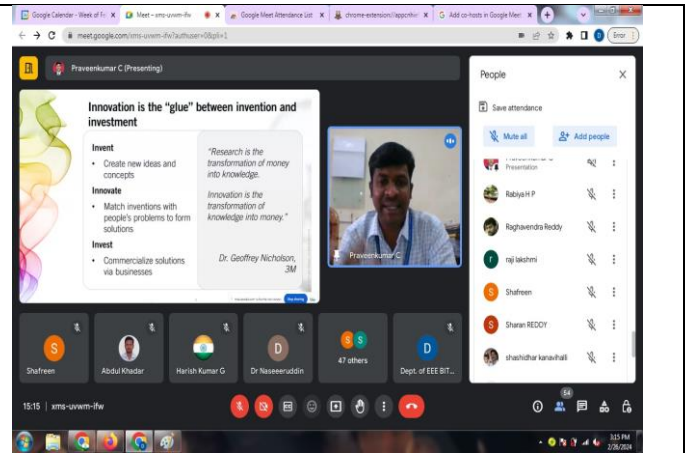 Google Calendar - Week of Fe
Meet – xms-uvwm-ifw
Google Meet Attendance List
chrome-extension://appcnhiefc
Add co-hosts in Google Meet
meet.google.com/xms-uvwm-ifw?authuser=0&pli=1
Error
Praveenkumar C (Presenting)
Innovation is the “glue” between invention and
investment
Invent
• Create new ideas and
concepts
Innovate
• Match inventions with
people's problems to form
solutions
Invest
• Commercialize solutions
via businesses
"Research is the
transformation of money
into knowledge.
Innovation is the
transformation of
knowledge into money."
Dr. Geoffrey Nicholson,
3M
Praveenkumar C
People
Save attendance
Mute all
Add people
Presentation
Rabiya H P
Raghavendra Reddy
r
raji lakshmi
S
Shafreen
S
Sharan REDDY
shashidhar kanavihalli
S
Shafreen
Abdul Khadar
Harish Kumar G
D
Dr Naseeeruddin
S S
47 others
D
Dept. of EEE BIT...
15:15 | xms-uvwm-ifw
54
3:15 PM
2/26/2024